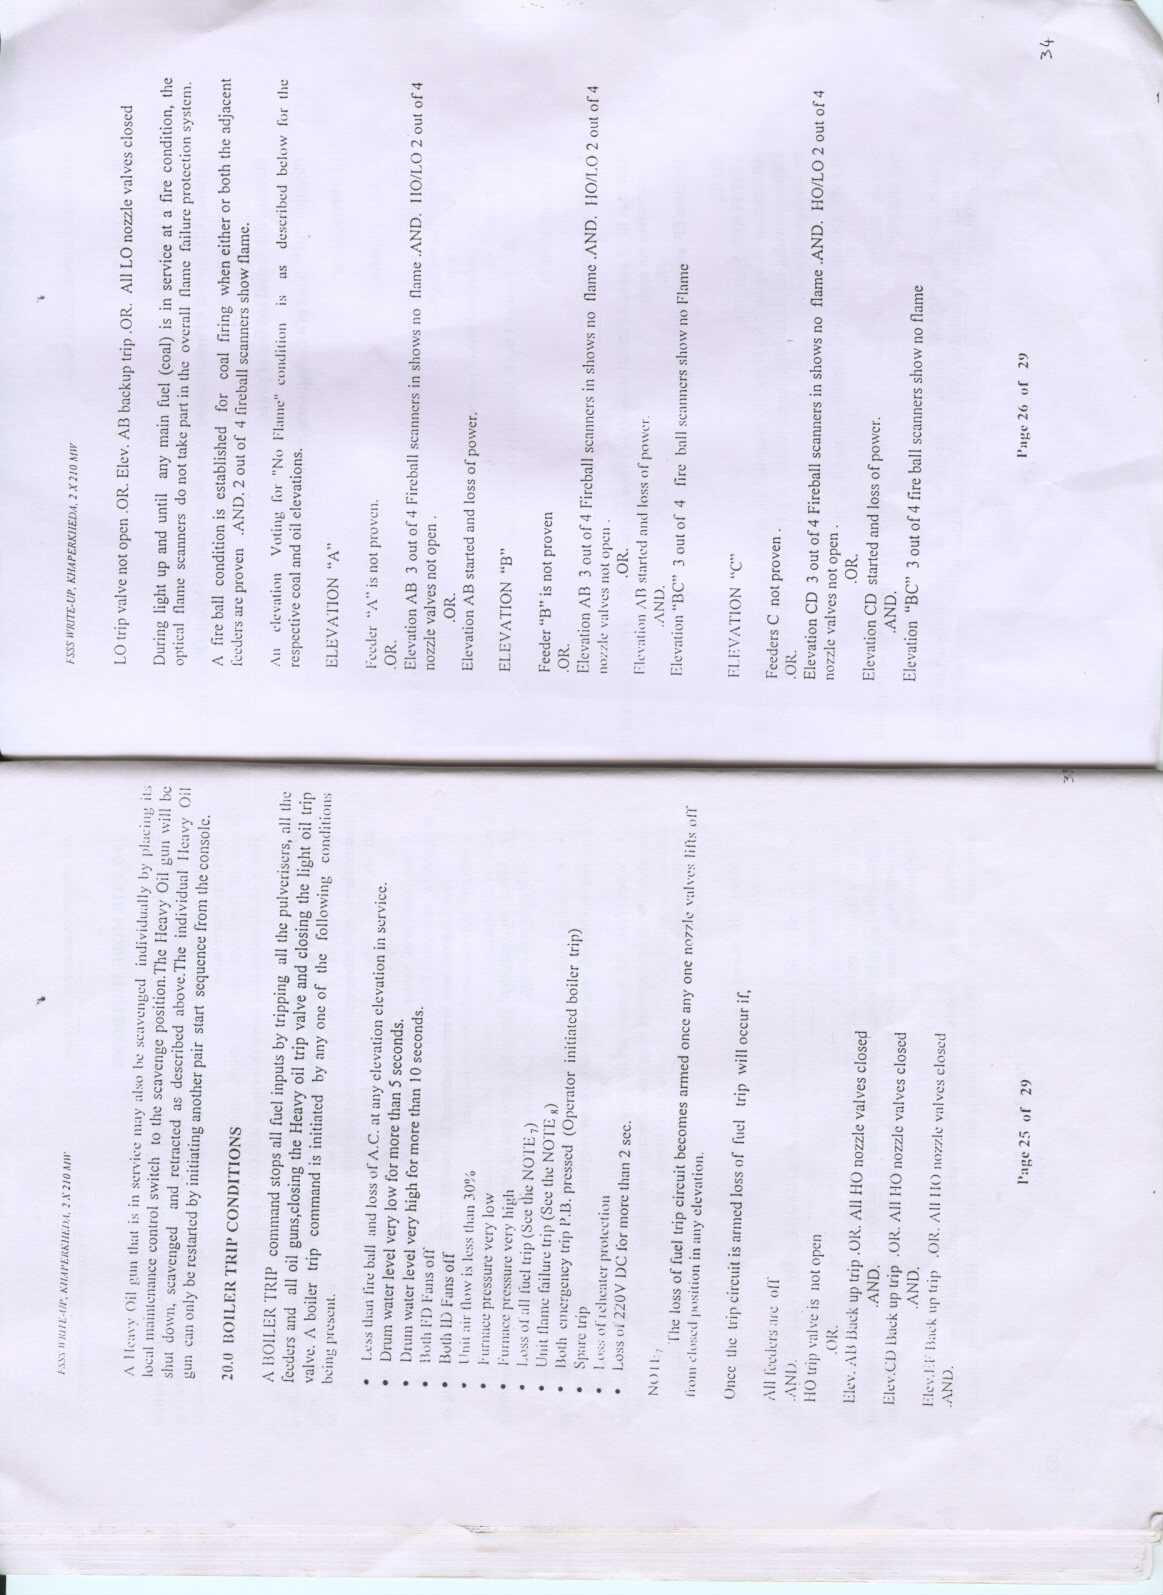 FSSS WRITE-UP, KHAPERKHEDA, 2 X 210 MW
A Heavy Oil gun that is in service may also be scavenged individually by placing its
local maintenance control switch to the scavenge position.The Heavy Oil gun will be
shut down, scavenged and retracted as described above.The individual Heavy Oil
gun can only be restarted by initiating another pair start sequence from the console.
20.0 BOILER TRIP CONDITIONS
A BOILER TRIP command stops all fuel inputs by tripping all the pulverisers, all the
feeders and all oil guns,closing the Heavy oil trip valve and closing the light oil trip
valve. A boiler trip command is initiated by any one of the following conditions
being present.
• Less than fire ball and loss of A.C. at any elevation in service.
• Drum water level very low for more than 5 seconds.
• Drum water level very high for more than 10 seconds.
• Both FD Fans off
• Both ID Fans off
• Unit air flow is less than 30%
• Furnace pressure very low
• Furnace pressure very high
• Loss of all fuel trip (See the NOTE 7)
• Unit flame failure trip (See the NOTE 8)
• Both emergency trip P.B. pressed (Operator initiated boiler trip)
• Spare trip
• Loss of reheater protection
• Loss of 220V DC for more than 2 sec.
NOTE 7
The loss of fuel trip circuit becomes armed once any one nozzle valves lifts off
from closed position in any elevation.
Once the trip circuit is armed loss of fuel trip will occur if,
All feeders are off
.AND.
HO trip valve is not open
.OR.
Elev. AB Back up trip .OR. All HO nozzle valves closed
.AND.
Elev.CD Back up trip .OR. All HO nozzle valves closed
.AND.
Elev.EF Back up trip .OR. All HO nozzle valves closed
.AND.
Page 25 of 29
FSSS WRITE-UP, KHAPERKHEDA, 2 X 210 MW
LO trip valve not open .OR. Elev. AB backup trip .OR. All LO nozzle valves closed
During light up and until any main fuel (coal) is in service at a fire condition, the
optical flame scanners do not take part in the overall flame failure protection system.
A fire ball condition is established for coal firing when either or both the adjacent
feeders are proven .AND. 2 out of 4 fireball scanners show flame.
An elevation Voting for "No Flame" condition is as described below for the
respective coal and oil elevations.
ELEVATION "A"
Feeder "A" is not proven.
.OR.
Elevation AB 3 out of 4 Fireball scanners in shows no flame .AND. HO/LO 2 out of 4
nozzle valves not open .
.OR.
Elevation AB started and loss of power.
ELEVATION "B"
Feeder "B" is not proven
.OR.
Elevation AB 3 out of 4 Fireball scanners in shows no flame .AND. HO/LO 2 out of 4
nozzle valves not open .
.OR.
Elevation AB started and loss of power.
.AND.
Elevation "BC" 3 out of 4 fire ball scanners show no Flame
ELEVATION "C"
Feeders C not proven .
.OR.
Elevation CD 3 out of 4 Fireball scanners in shows no flame .AND. HO/LO 2 out of 4
nozzle valves not open .
.OR.
Elevation CD started and loss of power.
.AND.
Elevation "BC" 3 out of 4 fire ball scanners show no flame
Page 26 of 29
34